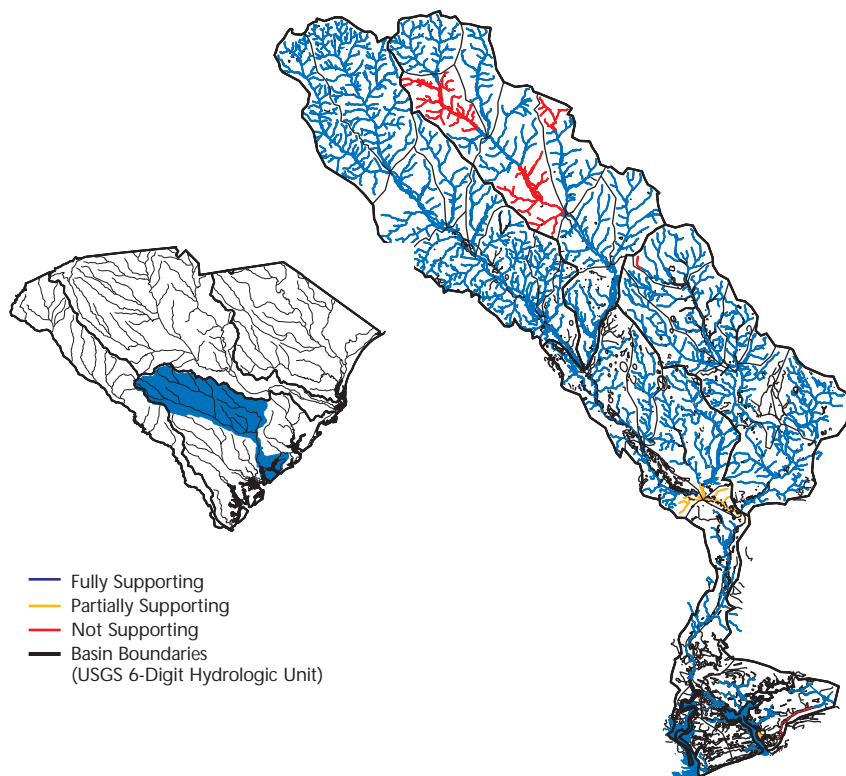 Fully Supporting
Partially Supporting
Not Supporting
Basin Boundaries
(USGS 6-Digit Hydrologic Unit)